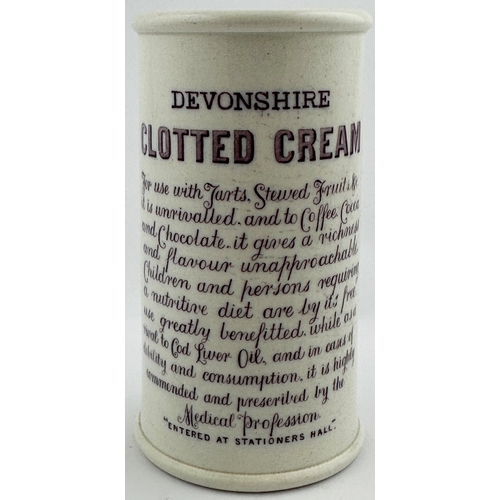 DEVONSHIRE
CLOTTED CREAM
For use with Tarts, Stewed Fruits &c
it is unrivalled, and to Coffee, Cocoa
and Chocolate, it gives a richness
and flavour unapproachable.
Children and persons requiring
a nutritive diet are by its free
use greatly benefitted, while as a
rival to Cod Liver Oil, and in cases of
debility and consumption, it is highly
recommended and prescribed by the
Medical Profession.
"ENTERED AT STATIONERS HALL."